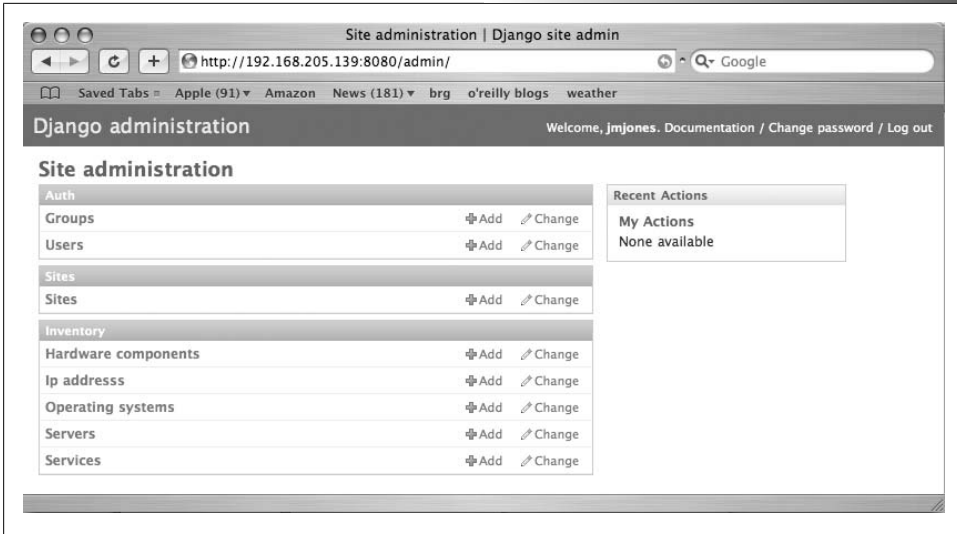 Site administration | Django site admin
http://192.168.205.139:8080/admin/
Google
Saved Tabs Apple (91) Amazon News (181) brg o'reilly blogs weather
Django administration
Welcome, jmjones. Documentation / Change password / Log out
Site administration
Auth
Groups Add Change
Users Add Change
Sites
Sites Add Change
Inventory
Hardware components Add Change
Ip addresss Add Change
Operating systems Add Change
Servers Add Change
Services Add Change
Recent Actions
My Actions
None available